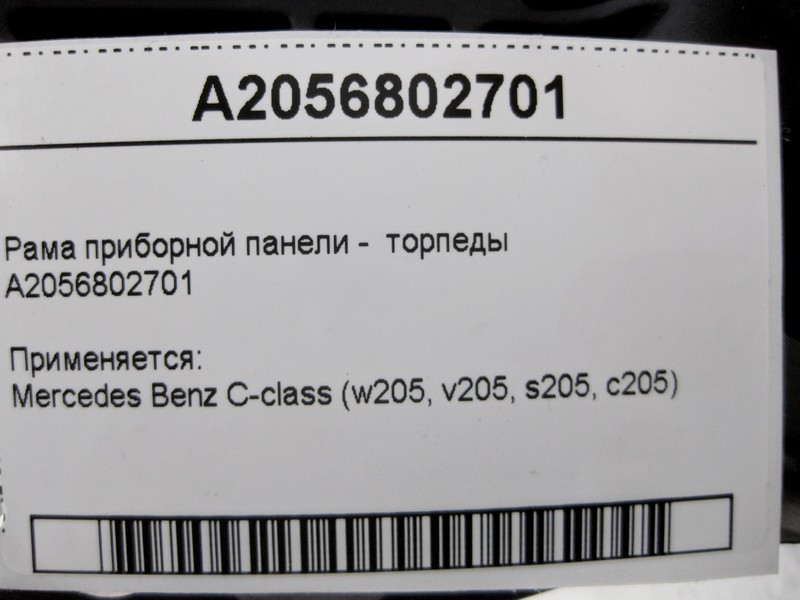 A2056802701
Рама приборной панели - торпеды
A2056802701
Применяется:
Mercedes Benz C-class (w205, v205, s205, c205)